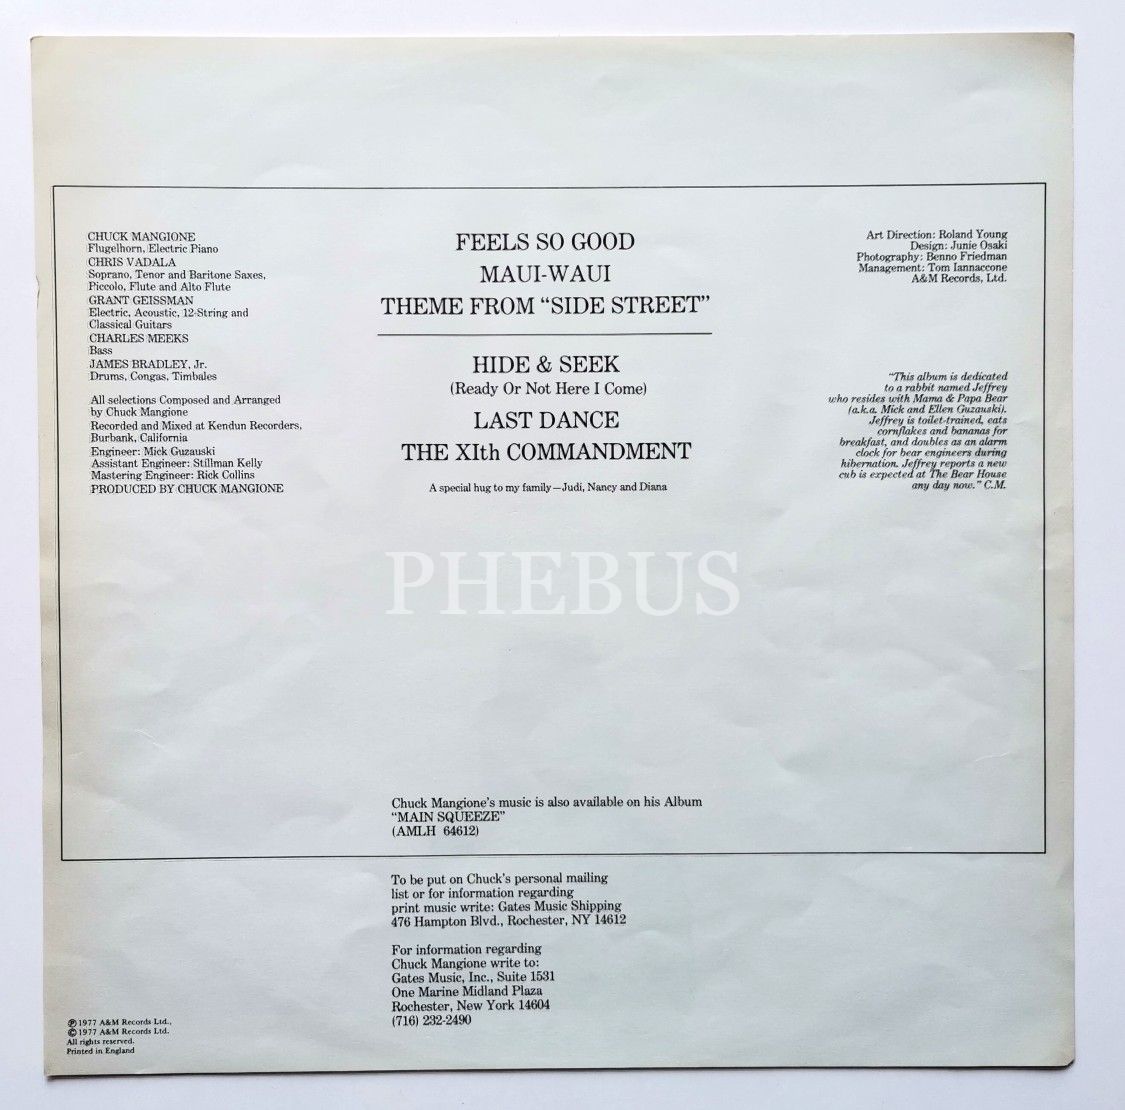 CHUCK MANGIONE
Flugelhorn, Electric Piano
CHRIS VADALA
Soprano, Tenor and Baritone Saxes,
Piccolo, Flute and Alto Flute
GRANT GEISSMAN
Electric, Acoustic, 12-String and
Classical Guitars
CHARLES MEEKS
Bass
JAMES BRADLEY, Jr.
Drums, Congas, Timbales
All selections Composed and Arranged
by Chuck Mangione
Recorded and Mixed at Kendun Recorders,
Burbank, California
Engineer: Mick Guzauski
Assistant Engineer: Stillman Kelly
Mastering Engineer: Rick Collins
PRODUCED BY CHUCK MANGIONE
FEELS SO GOOD
MAUI-WAUI
THEME FROM “SIDE STREET”
HIDE & SEEK
(Ready Or Not Here I Come)
LAST DANCE
THE XIth COMMANDMENT
A special hug to my family—Judi, Nancy and Diana
Art Direction: Roland Young
Design: Junie Osaki
Photography: Benno Friedman
Management: Tom Iannaccone
A&M Records, Ltd.
“This album is dedicated
to a rabbit named Jeffrey
who resides with Mama & Papa Bear
(a.k.a. Mick and Ellen Guzauski).
Jeffrey is toilet-trained, eats
cornflakes and bananas for
breakfast, and doubles as an alarm
clock for bear engineers during
hibernation. Jeffrey reports a new
cub is expected at The Bear House
any day now.” C.M.
PHEBUS
Chuck Mangione's music is also available on his Album
“MAIN SQUEEZE”
(AMLH 64612)
To be put on Chuck's personal mailing
list or for information regarding
print music write: Gates Music Shipping
476 Hampton Blvd., Rochester, NY 14612
For information regarding
Chuck Mangione write to:
Gates Music, Inc., Suite 1531
One Marine Midland Plaza
Rochester, New York 14604
(716) 232-2490
℗ 1977 A&M Records Ltd.,
© 1977 A&M Records Ltd.
All rights reserved.
Printed in England